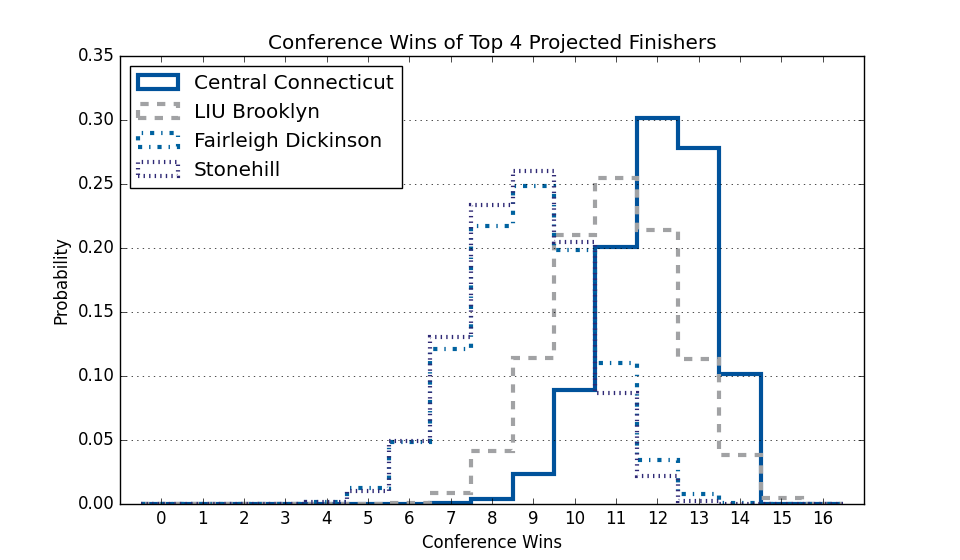 Conference Wins of Top 4 Projected Finishers
0.35
0.30
0.25
0.20
0.15
0.10
0.05
0.00
Probability
Central Connecticut
LIU Brooklyn
Fairleigh Dickinson
Stonehill
0 1 2 3 4 5 6 7 8 9 10 11 12 13 14 15 16
Conference Wins